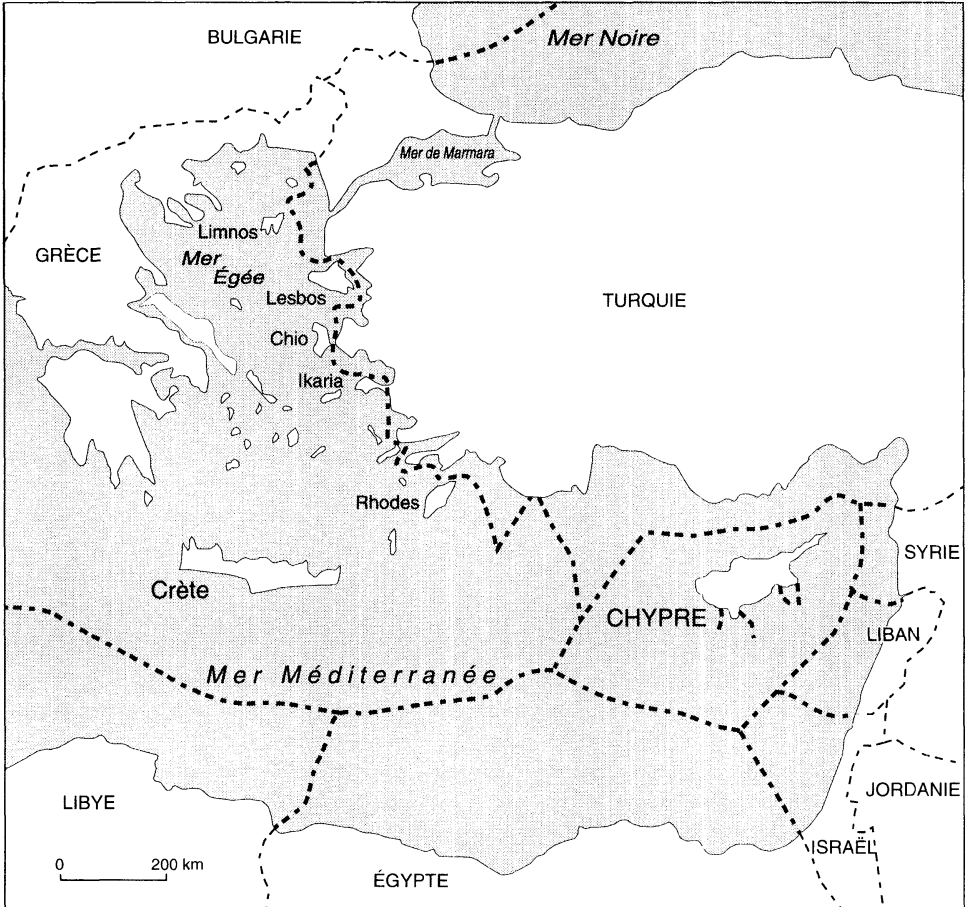 BULGARIE
Mer Noire
Mer de Marmara
Limnos
GRÈCE
Mer
Égée
Lesbos
TURQUIE
Chio
Ikaria
Rhodes
SYRIE
Crète
CHYPRE
LIBAN
Mer Méditerranée
LIBYE
JORDANIE
ISRAËL
0 200 km
ÉGYPTE